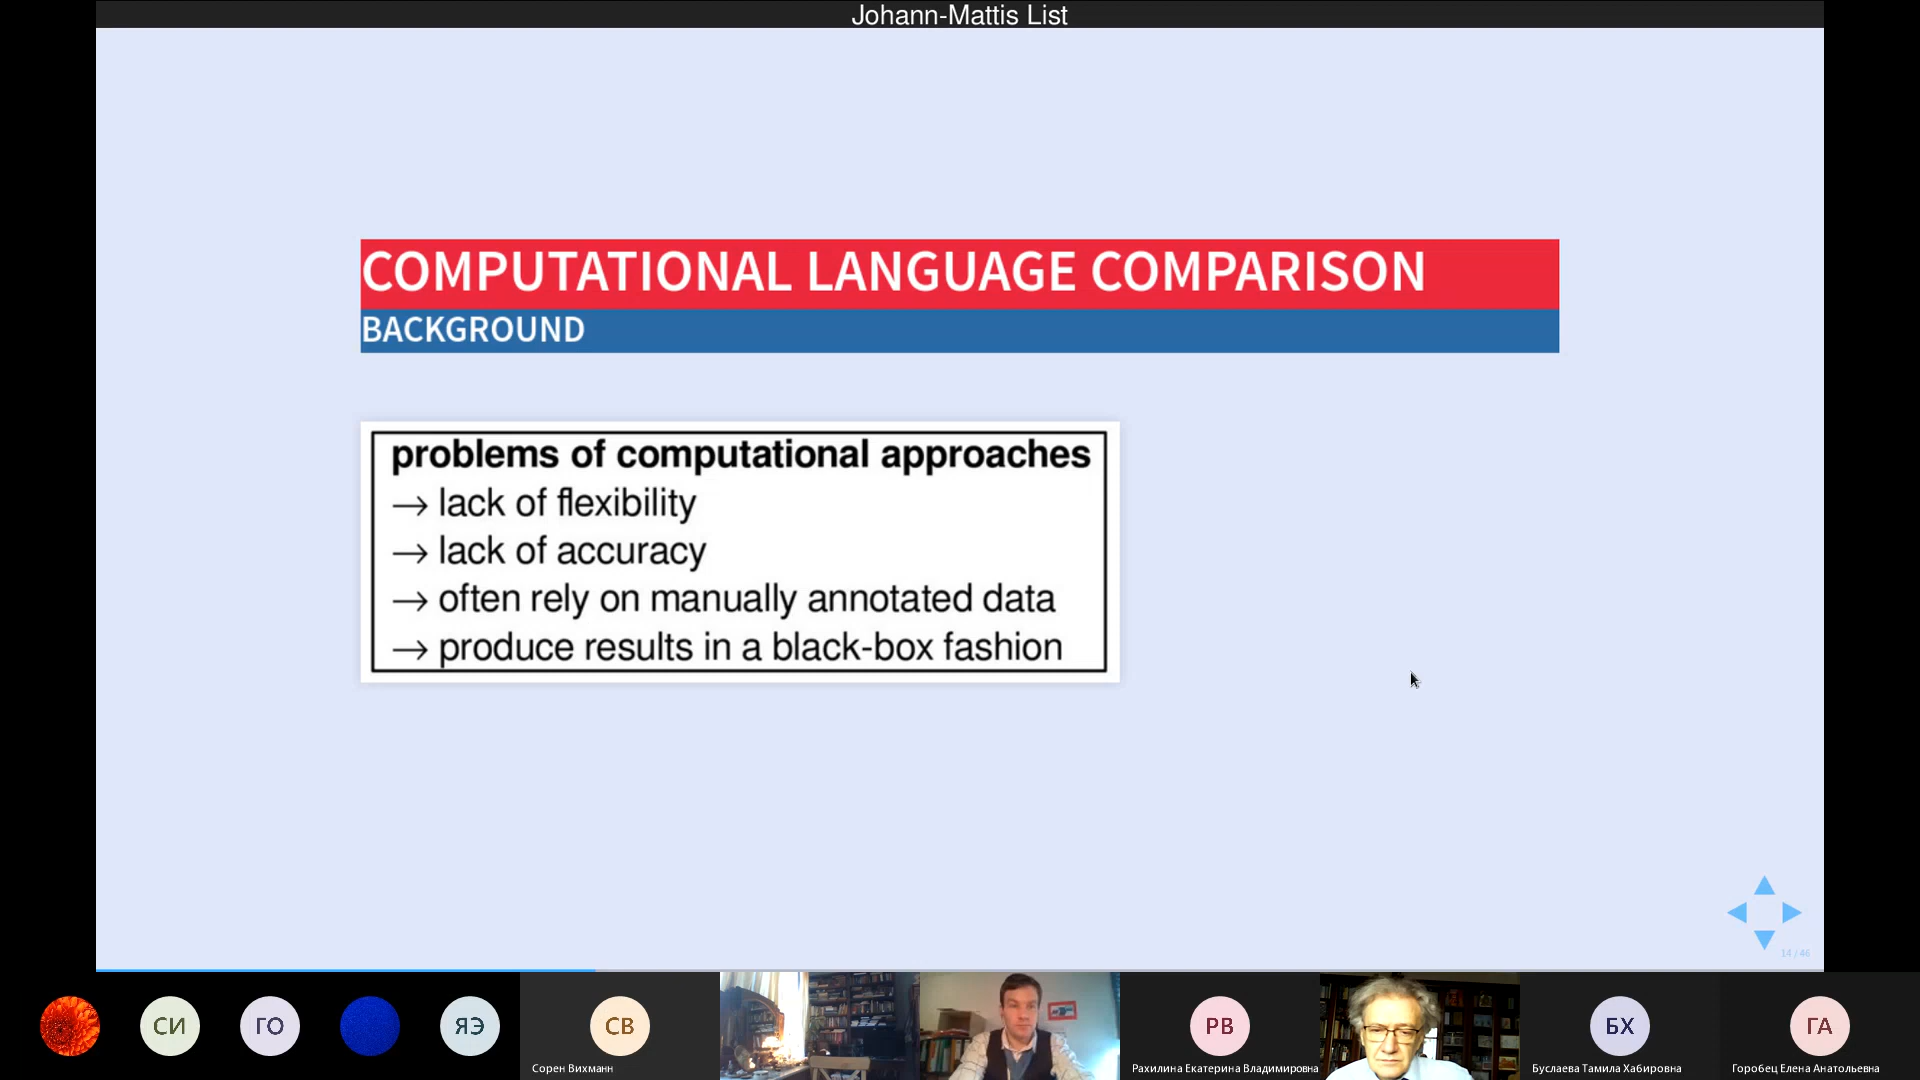 Johann-Mattis List
COMPUTATIONAL LANGUAGE COMPARISON
BACKGROUND
problems of computational approaches
→ lack of flexibility
→ lack of accuracy
→ often rely on manually annotated data
→ produce results in a black-box fashion
14 / 46
СИ
ГО
ЯЭ
СВ
РВ
БХ
ГА
Сорен Вихманн
Рахилина Екатерина Владимировна
Буслаева Тамила Хабировна
Горобец Елена Анатольевна